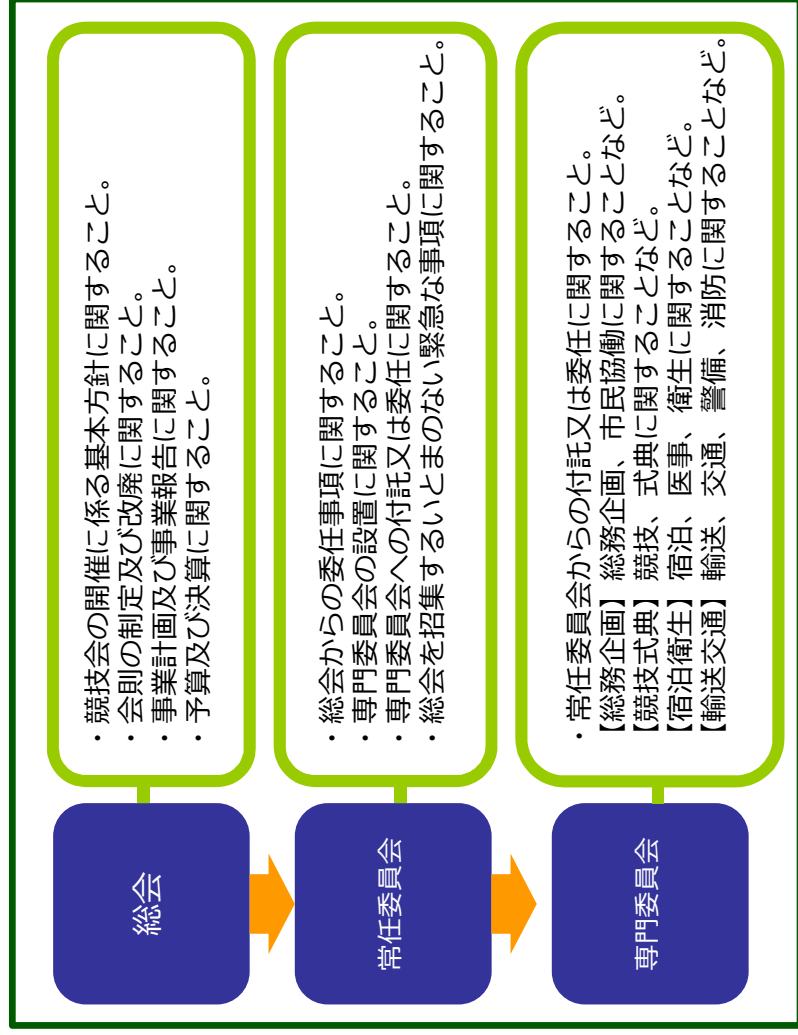 総会
・競技会の開催に係る基本方針に関すること。
・会則の制定及び改廃に関すること。
・事業計画及び事業報告に関すること。
・予算及び決算に関すること。
常任委員会
・総会からの委任事項に関すること。
・専門委員会の設置に関すること。
・専門委員会への付託又は委任に関すること。
・総会を招集するいとまのない緊急な事項に関すること。
専門委員会
・常任委員会からの付託又は委任に関すること。
【総務企画】総務企画、市民協働に関することなど。
【競技式典】競技、式典に関することなど。
【宿泊衛生】宿泊、医事、衛生に関することなど。
【輸送交通】輸送、交通、警備、消防に関することなど。